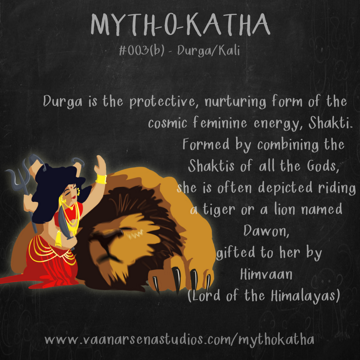 MYTH-O-KATHA
#003(b) - Durga/Kali
Durga is the protective, nurturing form of the
cosmic feminine energy, Shakti.
Formed by combining the
Shaktis of all the Gods,
she is often depicted riding
a tiger or a lion named
Dawon,
gifted to her by
Himvaan
(Lord of the Himalayas)
www.vaanarsenastudios.com/mythokatha